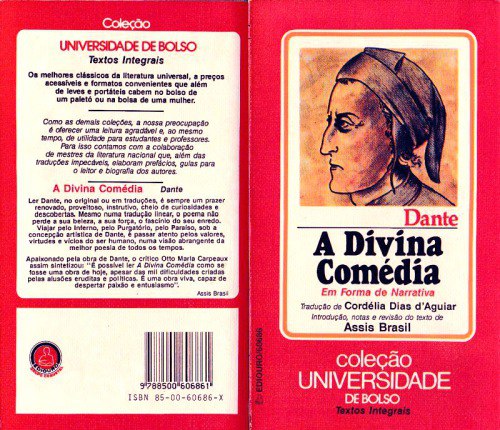 Coleção
UNIVERSIDADE DE BOLSO
Textos Integrais
Os melhores clássicos da literatura universal, a preços
acessíveis e formatos convenientes que além
de leves e portáteis cabem no bolso de
um paletó ou na bolsa de uma mulher.
Como as demais coleções, a nossa preocupação
é oferecer uma leitura agradável e, ao mesmo
tempo, de utilidade para estudantes e professores.
Para isso contamos com a colaboração
de mestres da literatura nacional que, além das
traduções impecáveis, elaboram prefácios, guias para
o leitor e biografia dos autores.
A Divina Comédia Dante
Ler Dante, no original ou em traduções, é sempre um prazer
renovado, proveitoso, instrutivo, cheio de curiosidades e
descobertas. Mesmo numa tradução linear, o poema não
perde a sua beleza, a sua força, o fascínio do seu enredo.
Viajar pelo Inferno, pelo Purgatório, pelo Paraíso, sob a
concepção artística de Dante, é passar atento pelos valores,
virtudes e vícios do ser humano, numa visão abrangente da
melhor poesia de todos os tempos.
Apaixonado pela obra de Dante, o crítico Otto Maria Carpeaux
assim sintetizou: "É possível ler A Divina Comédia como se
fosse uma obra de hoje, apesar das mil dificuldades criadas
pelas alusões eruditas e políticas. É uma obra viva, capaz de
despertar paixão e entusiasmo".
Assis Brasil
9 788500 606861
ISBN 85-00-60686-X
EDIOURO/60686
Dante
A Divina
Comédia
Em Forma de Narrativa
Tradução de Cordélia Dias d'Aguiar
Introdução, notas e revisão do texto de
Assis Brasil
coleção
UNIVERSIDADE
DE BOLSO
Textos Integrais